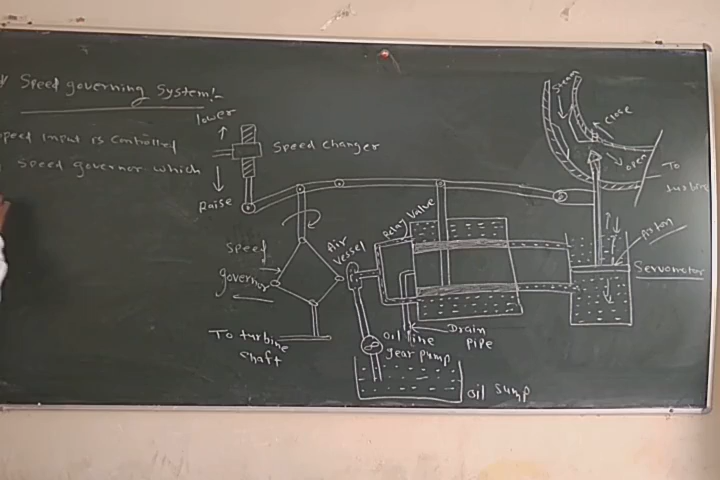 Speed governing System:-
Speed Input is controlled
Speed governor which
lower
Speed Changer
Raise
Steam
close
open
To
turbine
Relay Valve
Air
vessel
Speed
governor
Piston
Servomotor
To turbine
shaft
Oil line
gear pump
Drain
pipe
Oil Sump